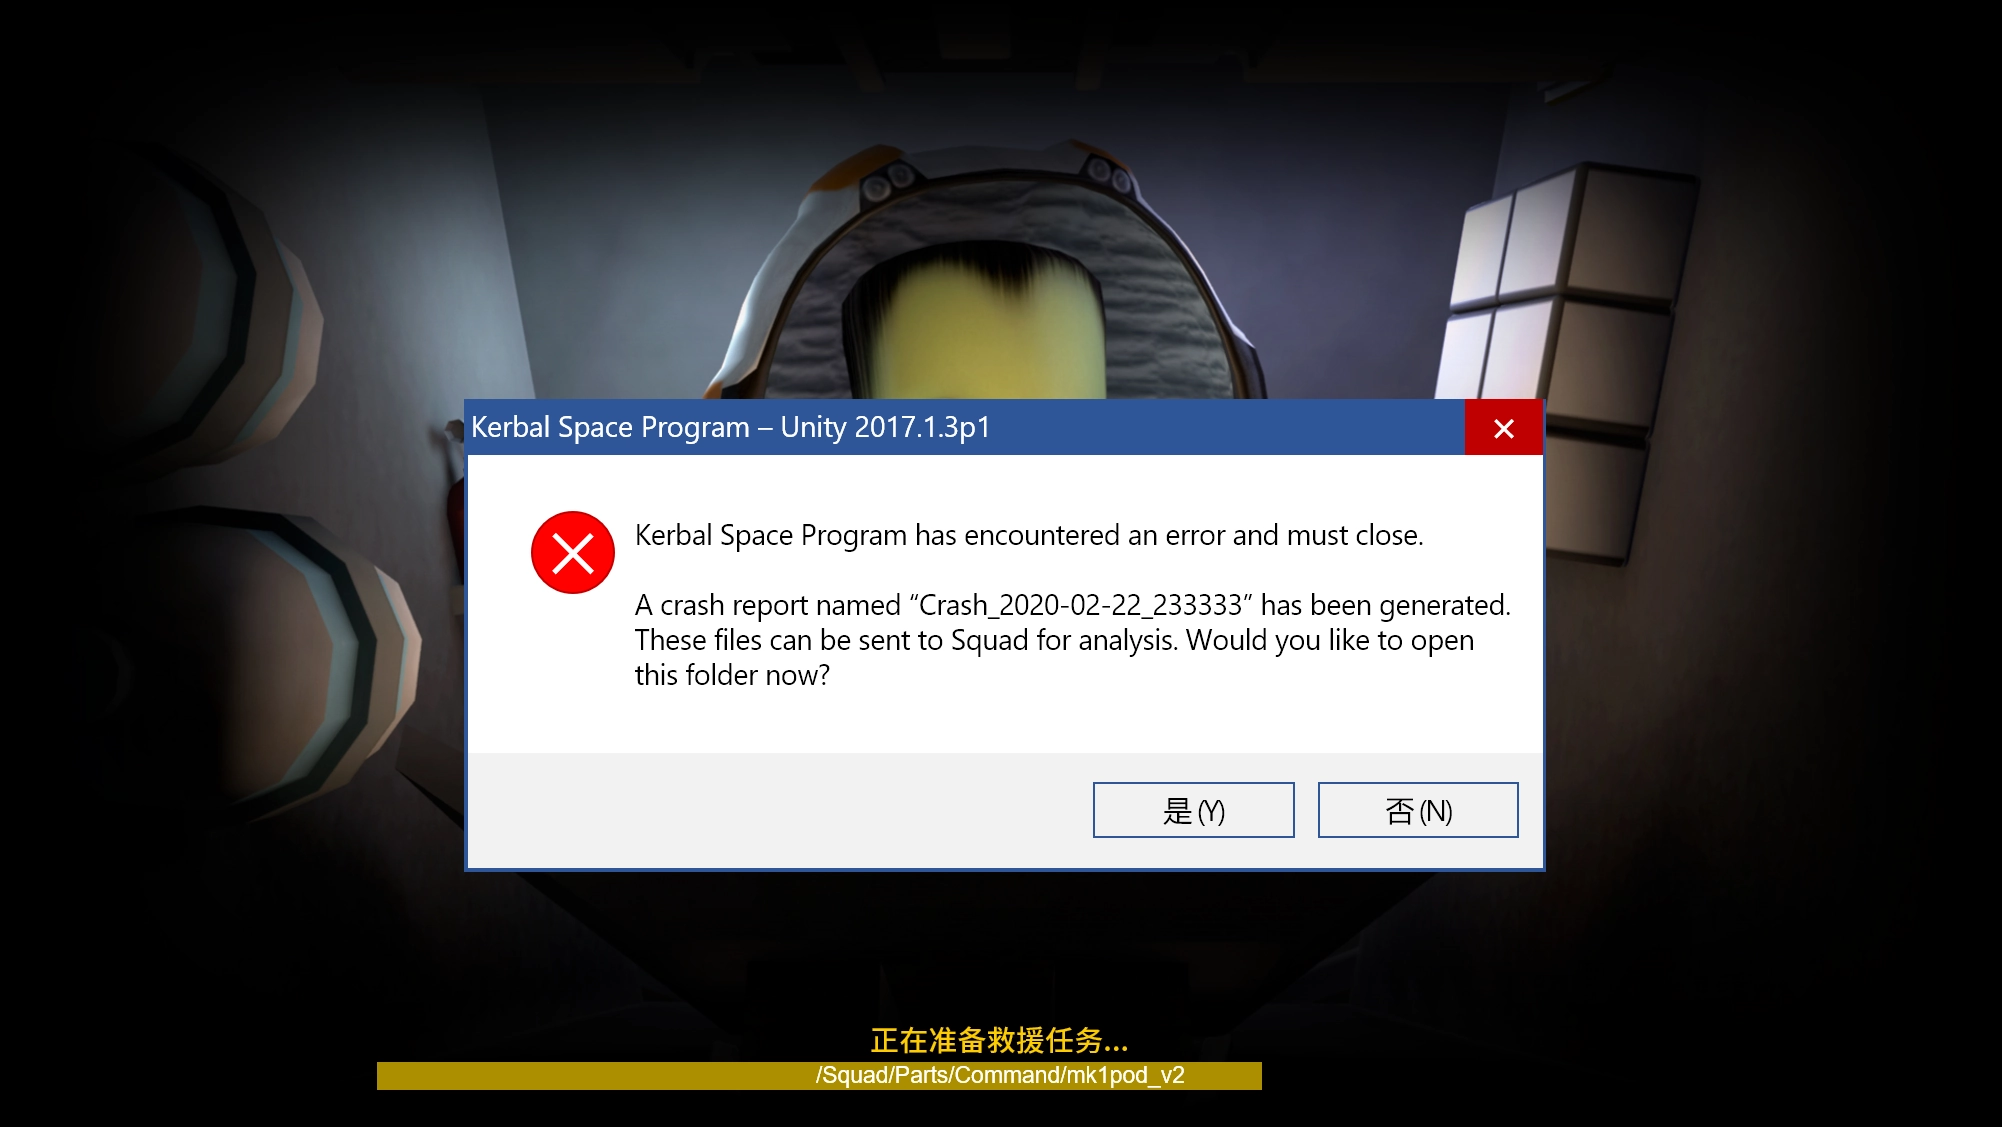 Kerbal Space Program – Unity 2017.1.3p1
Kerbal Space Program has encountered an error and must close.
A crash report named “Crash_2020-02-22_233333” has been generated.
These files can be sent to Squad for analysis. Would you like to open
this folder now?
是(Y)
否(N)
正在准备救援任务...
/Squad/Parts/Command/mk1pod_v2